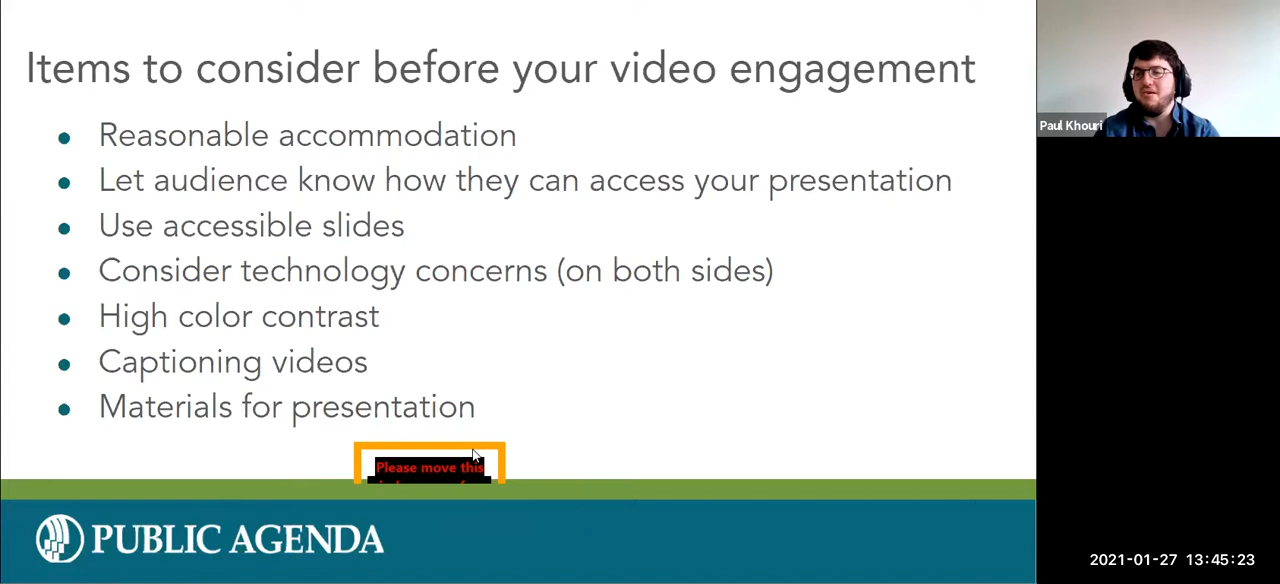 Items to consider before your video engagement
Reasonable accommodation
Let audience know how they can access your presentation
Use accessible slides
Consider technology concerns (on both sides)
High color contrast
Captioning videos
Materials for presentation
Please move this
PUBLIC AGENDA
Paul Khouri
2021-01-27 13:45:23